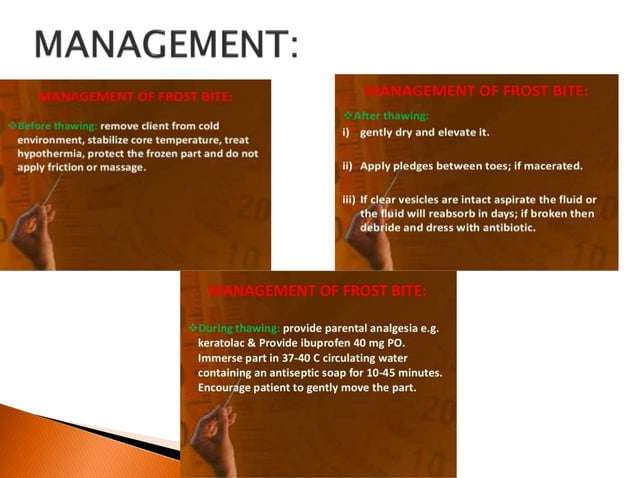 MANAGEMENT:
MANAGEMENT OF FROST BITE:
❖Before thawing: remove client from cold
environment, stabilize core temperature, treat
hypothermia, protect the frozen part and do not
apply friction or massage.
MANAGEMENT OF FROST BITE:
❖After thawing:
i) gently dry and elevate it.
ii) Apply pledges between toes; if macerated.
iii) If clear vesicles are intact aspirate the fluid or
the fluid will reabsorb in days; if broken then
debride and dress with antibiotic.
MANAGEMENT OF FROST BITE:
❖During thawing: provide parental analgesia e.g.
keratolac & Provide ibuprofen 40 mg PO.
Immerse part in 37-40 C circulating water
containing an antiseptic soap for 10-45 minutes.
Encourage patient to gently move the part.